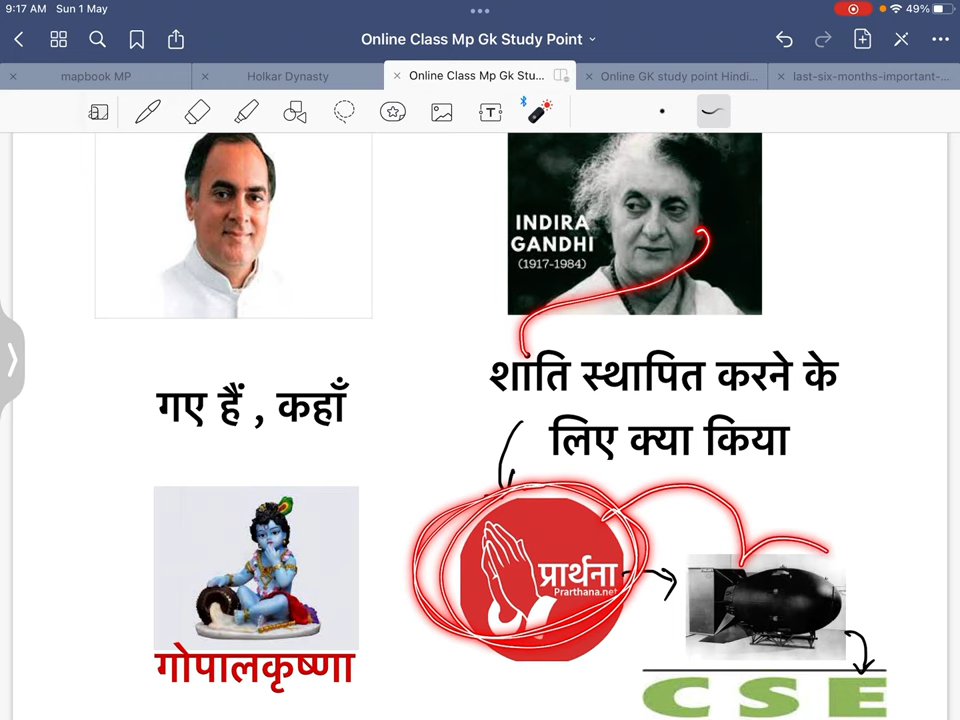 9:17 AM Sun 1 May
49%
Online Class Mp Gk Study Point
mapbook MP
Holkar Dynasty
Online Class Mp Gk Stu...
Online GK study point Hindi...
last-six-months-important-...
T
INDIRA
GANDHI
(1917-1984)
गए हैं , कहाँ
शांति स्थापित करने के
लिए क्या किया
प्रार्थना
Prarthana.net
गोपालकृष्णा
CSE